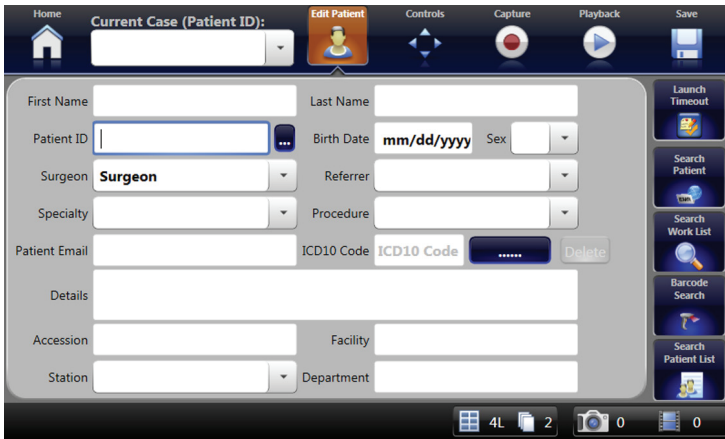 Home
Current Case (Patient ID):
Edit Patient
Controls
Capture
Playback
Save
First Name
Last Name
Patient ID
...
Birth Date mm/dd/yyyy
Sex
Surgeon Surgeon
Referrer
Specialty
Procedure
Patient Email
ICD10 Code ICD10 Code
......
Delete
Details
Accession
Facility
Station
Department
Launch
Timeout
Search
Patient
Search
Work List
Barcode
Search
Search
Patient List
4L
2
0
0